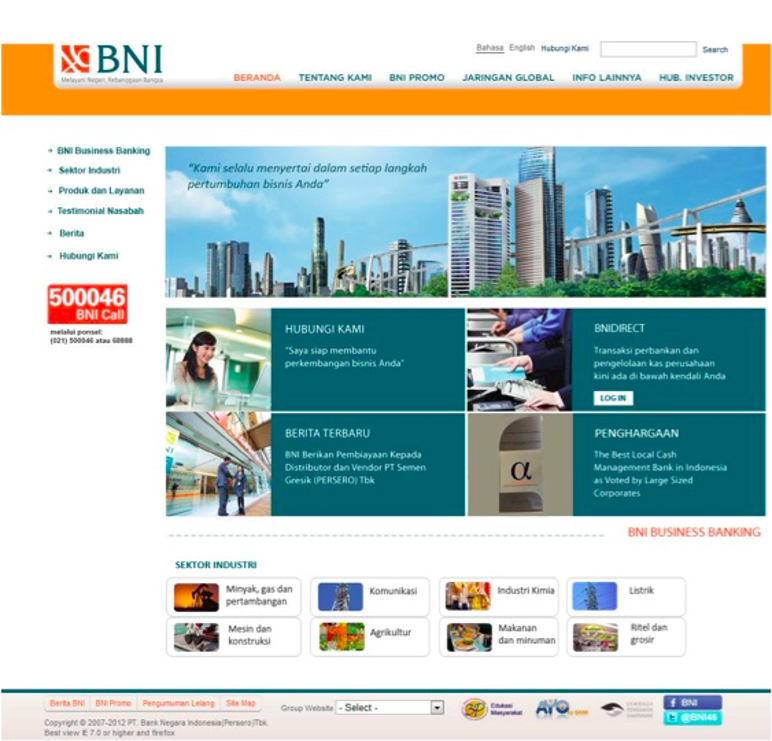 BNI
Melayani Negeri, Kebanggaan Bangsa
Bahasa English Hubungi Kami Search
BERANDA TENTANG KAMI BNI PROMO JARINGAN GLOBAL INFO LAINNYA HUB. INVESTOR
BNI Business Banking
Sektor Industri
Produk dan Layanan
Testimonial Nasabah
Berita
Hubungi Kami
500046
BNI Call
melalui ponsel:
(021) 500046 atau 68888
“Kami selalu menyertai dalam setiap langkah
pertumbuhan bisnis Anda”
HUBUNGI KAMI
“Saya siap membantu
perkembangan bisnis Anda”
BNIDIRECT
Transaksi perbankan dan
pengelolaan kas perusahaan
kini ada di bawah kendali Anda
LOG IN
BERITA TERBARU
BNI Berikan Pembiayaan Kepada
Distributor dan Vendor PT Semen
Gresik (PERSERO) Tbk
α
PENGHARGAAN
The Best Local Cash
Management Bank in Indonesia
as Voted by Large Sized
Corporates
BNI BUSINESS BANKING
SEKTOR INDUSTRI
Minyak, gas dan
pertambangan
Komunikasi
Industri Kimia
Listrik
Mesin dan
konstruksi
Agrikultur
Makanan
dan minuman
Ritel dan
grosir
Berita BNI BNI Promo Pengumuman Lelang Site Map
Group Website - Select -
Edukasi
Masyarakat
AYO
BNI
@BNI46
Copyright © 2007-2012 PT. Bank Negara Indonesia(Persero)Tbk.
Best view IE 7.0 or higher and firefox